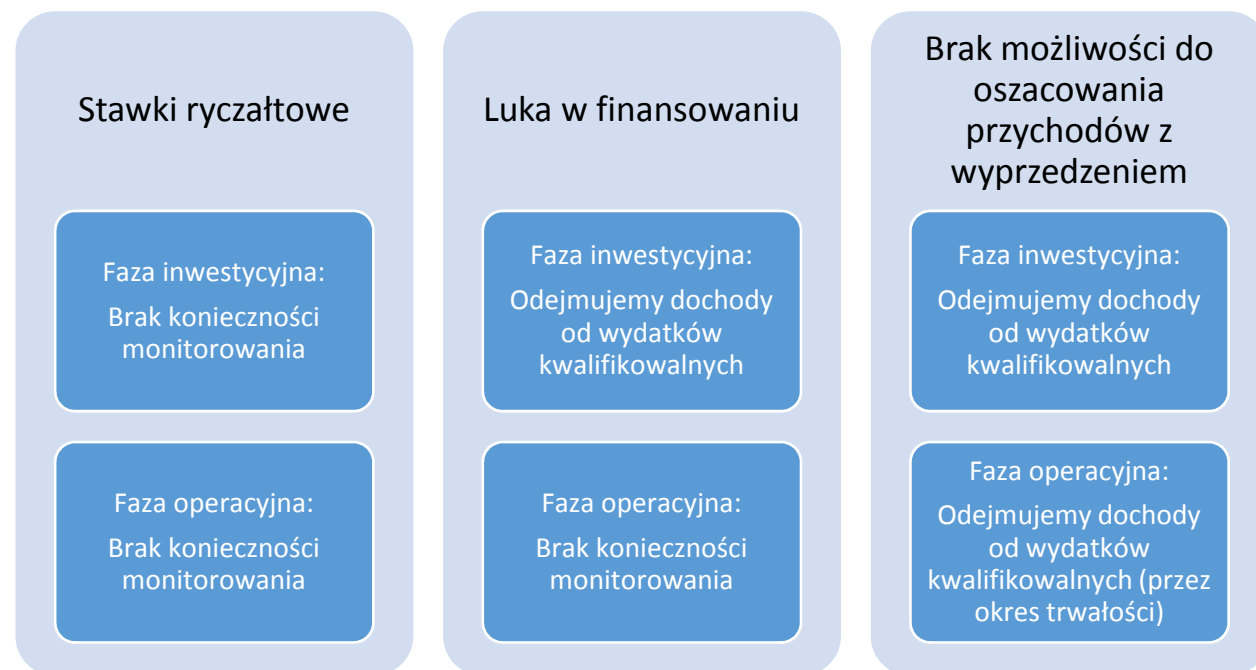 Stawki ryczałtowe
Faza inwestycyjna:
Brak konieczności
monitorowania
Faza operacyjna:
Brak konieczności
monitorowania
Luka w finansowaniu
Faza inwestycyjna:
Odejmujemy dochody
od wydatków
kwalifikowalnych
Faza operacyjna:
Brak konieczności
monitorowania
Brak możliwości do
oszacowania
przychodów z
wyprzedzeniem
Faza inwestycyjna:
Odejmujemy dochody
od wydatków
kwalifikowalnych
Faza operacyjna:
Odejmujemy dochody
od wydatków
kwalifikowalnych (przez
okres trwałości)